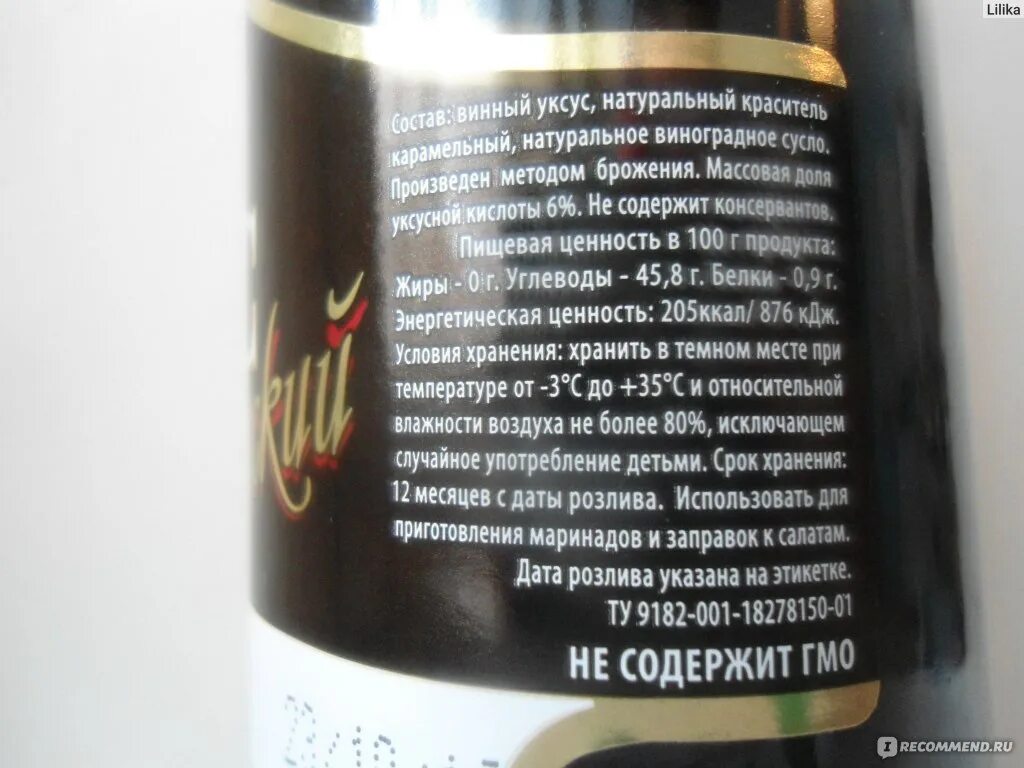 Lilika
Состав: винный уксус, натуральный краситель
карамельный, натуральное виноградное сусло.
Произведен методом брожения. Массовая доля
уксусной кислоты 6%. Не содержит консервантов.
Пищевая ценность в 100 г продукта:
Жиры - 0 г. Углеводы - 45,8 г. Белки - 0,9 г.
Энергетическая ценность: 205ккал/ 876 кДж.
Условия хранения: хранить в темном месте при
температуре от -3°С до +35°С и относительной
влажности воздуха не более 80%, исключающем
случайное употребление детьми. Срок хранения:
12 месяцев с даты розлива. Использовать для
приготовления маринадов и заправок к салатам.
Дата розлива указана на этикетке.
ТУ 9182-001-18278150-01
НЕ СОДЕРЖИТ ГМО
кий
I RECOMMEND.RU